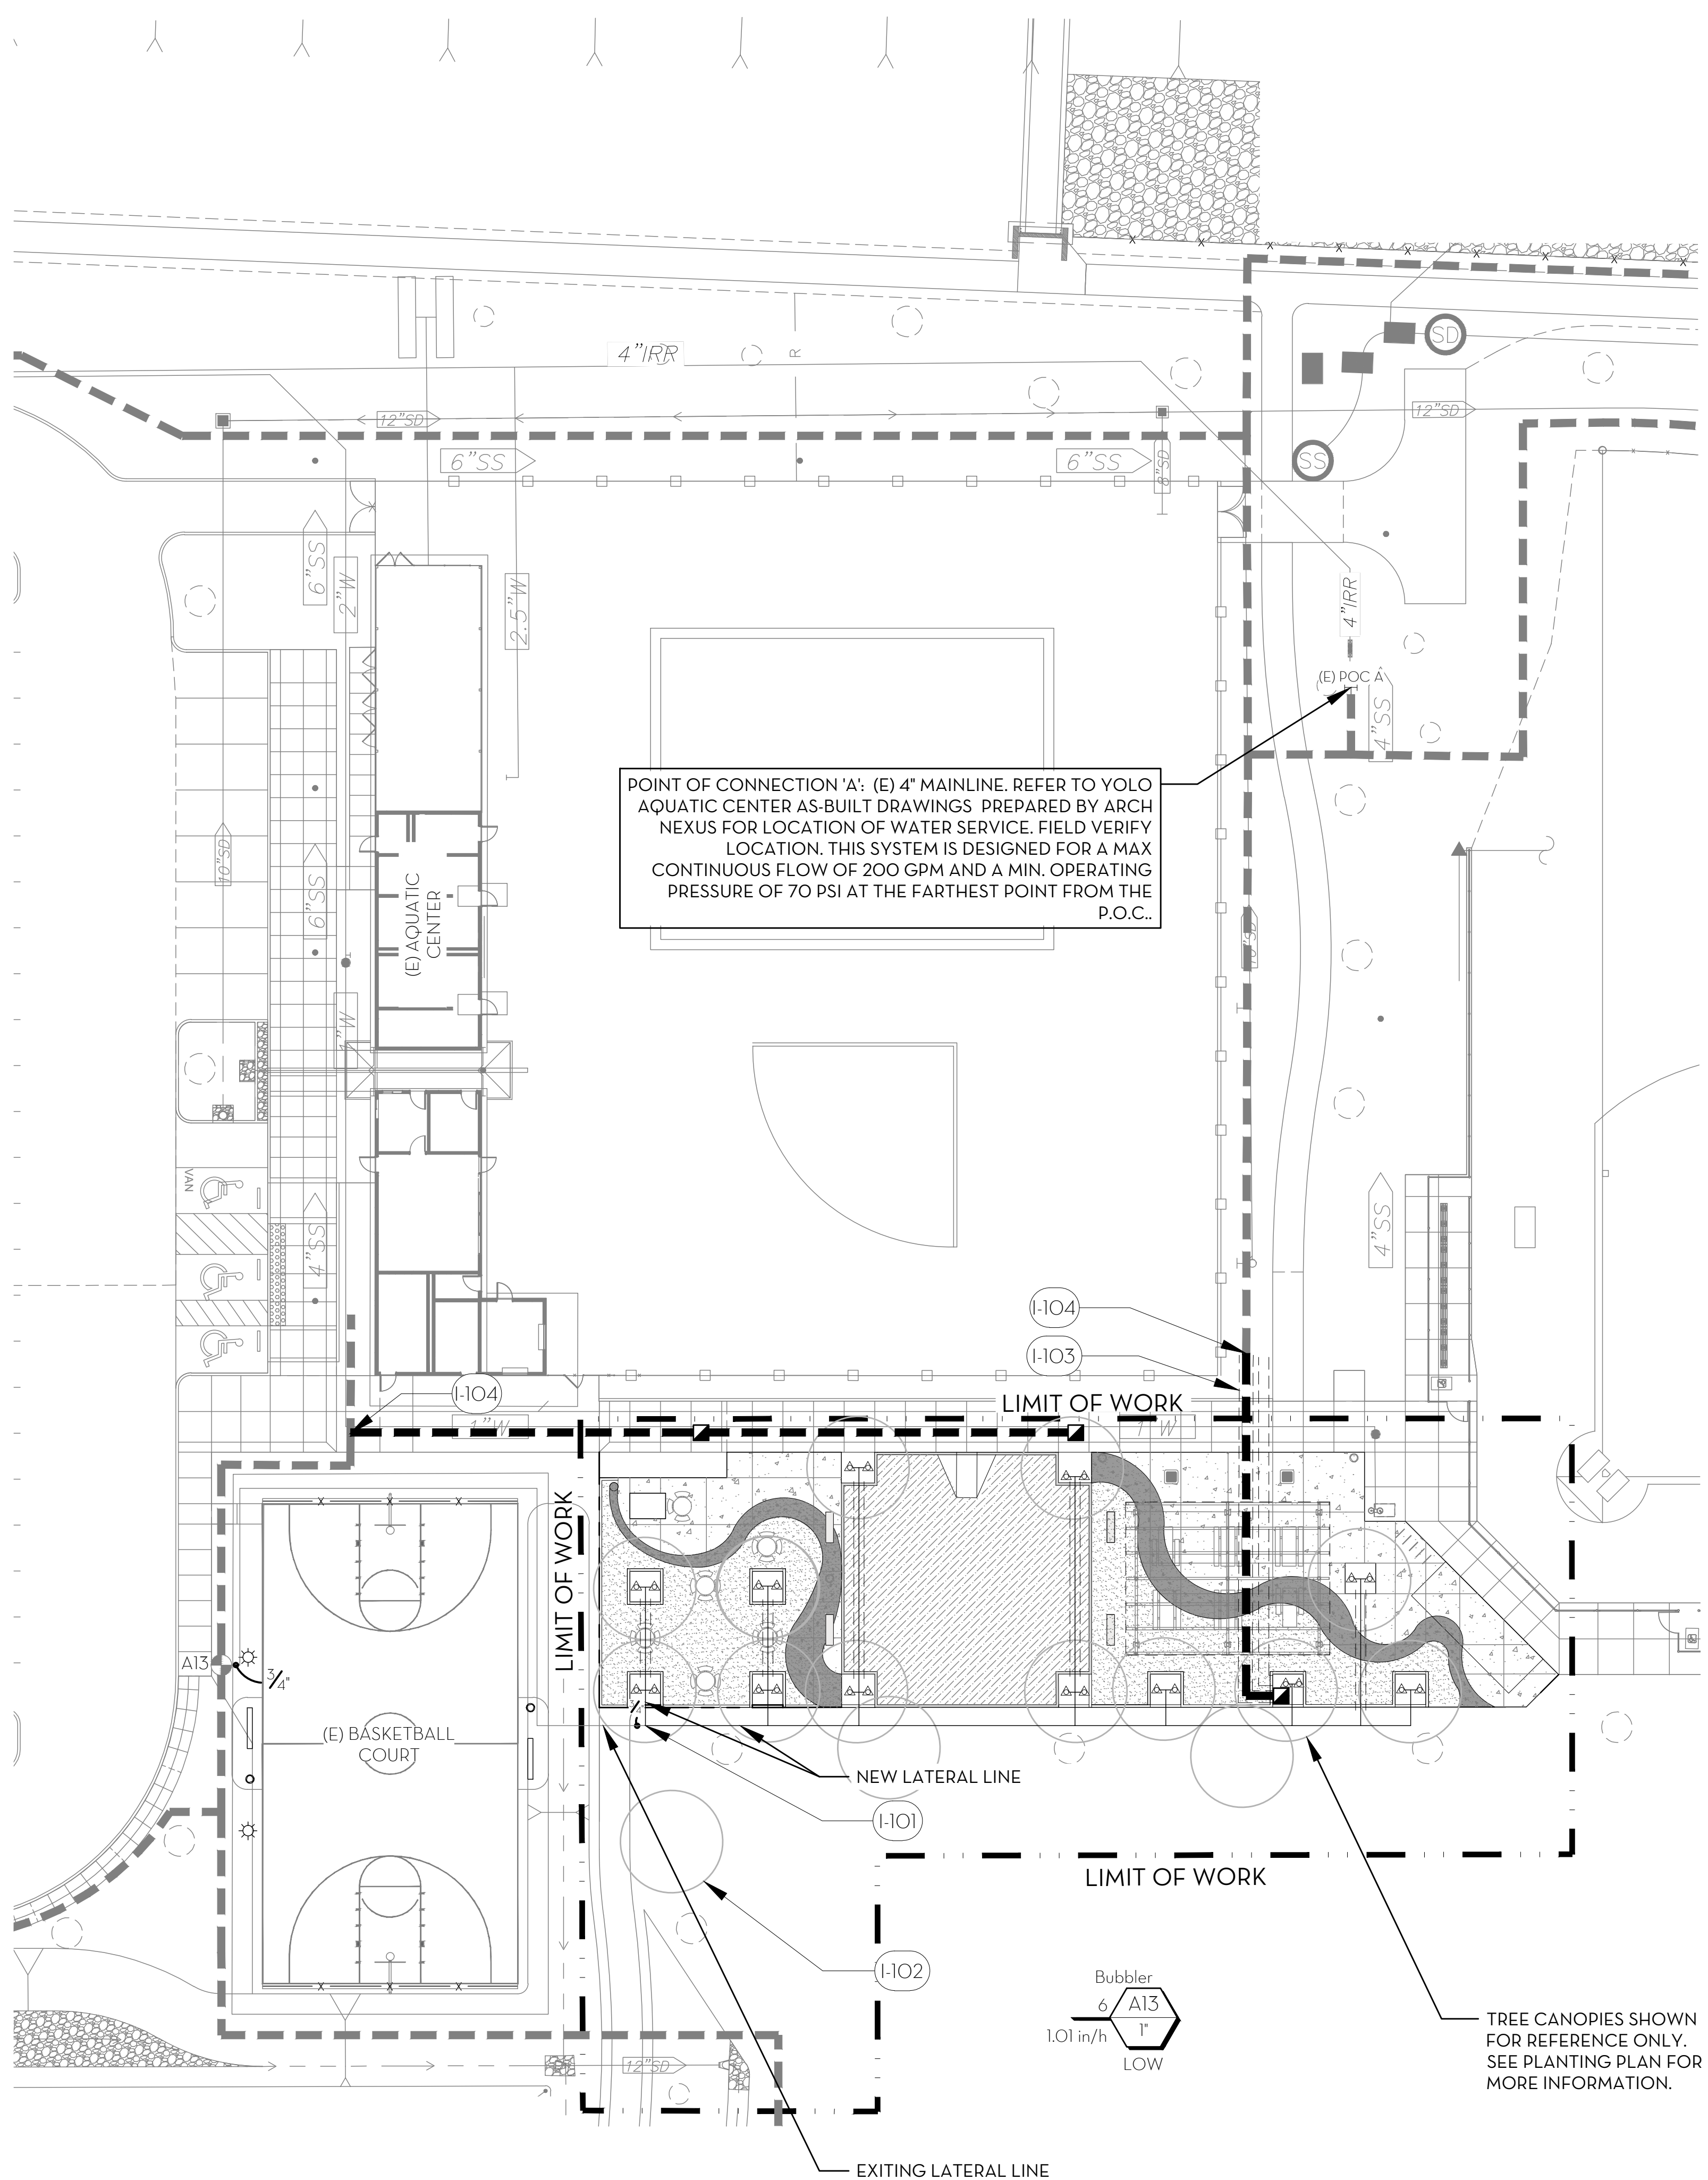 4"IRR
R
12"SD
12"SD
SD
6"SS
6"SS
8"SD
SS
6"SS
2"W
2.5"W
4"IRR
(E) POC Â
4"SS
POINT OF CONNECTION 'A': (E) 4" MAINLINE. REFER TO YOLO
AQUATIC CENTER AS-BUILT DRAWINGS PREPARED BY ARCH
NEXUS FOR LOCATION OF WATER SERVICE. FIELD VERIFY
LOCATION. THIS SYSTEM IS DESIGNED FOR A MAX
CONTINUOUS FLOW OF 200 GPM AND A MIN. OPERATING
PRESSURE OF 70 PSI AT THE FARTHEST POINT FROM THE
P.O.C..
10"SD
6"SS
(E) AQUATIC
CENTER
10"SD
1"W
VAN
4"SS
4"SS
I-104
I-103
I-104
LIMIT OF WORK
1"W
1"W
LIMIT OF WORK
A13
3/4"
(E) BASKETBALL
COURT
NEW LATERAL LINE
I-101
LIMIT OF WORK
I-102
Bubbler
6
A13
1.01 in/h
1"
LOW
12"SD
TREE CANOPIES SHOWN
FOR REFERENCE ONLY.
SEE PLANTING PLAN FOR
MORE INFORMATION.
EXITING LATERAL LINE